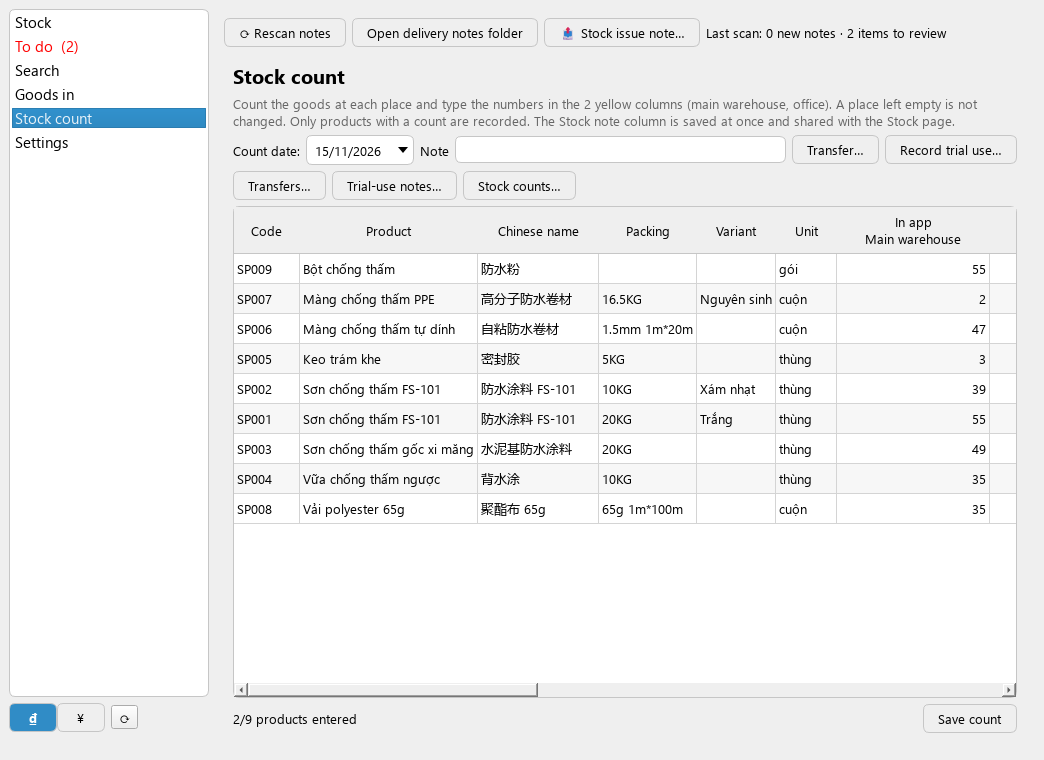 Stock
To do (2)
Search
Goods in
Stock count
Settings
⟳ Rescan notes
Open delivery notes folder
Stock issue note...
Last scan: 0 new notes · 2 items to review
Stock count
Count the goods at each place and type the numbers in the 2 yellow columns (main warehouse, office). A place left empty is not
changed. Only products with a count are recorded. The Stock note column is saved at once and shared with the Stock page.
Count date: 15/11/2026 Note Transfer... Record trial use...
Transfers... Trial-use notes... Stock counts...
Code Product Chinese name Packing Variant Unit In app
Main warehouse
SP009 Bột chống thấm 防水粉 gói 55
SP007 Màng chống thấm PPE 高分子防水卷材 16.5KG Nguyên sinh cuộn 2
SP006 Màng chống thấm tự dính 自粘防水卷材 1.5mm 1m*20m cuộn 47
SP005 Keo trám khe 密封胶 5KG thùng 3
SP002 Sơn chống thấm FS-101 防水涂料 FS-101 10KG Xám nhạt thùng 39
SP001 Sơn chống thấm FS-101 防水涂料 FS-101 20KG Trắng thùng 55
SP003 Sơn chống thấm gốc xi măng 水泥基防水涂料 20KG thùng 49
SP004 Vữa chống thấm ngược 背水涂 10KG thùng 35
SP008 Vải polyester 65g 聚酯布 65g 65g 1m*100m cuộn 35
₫ ¥ ⟳
2/9 products entered
Save count